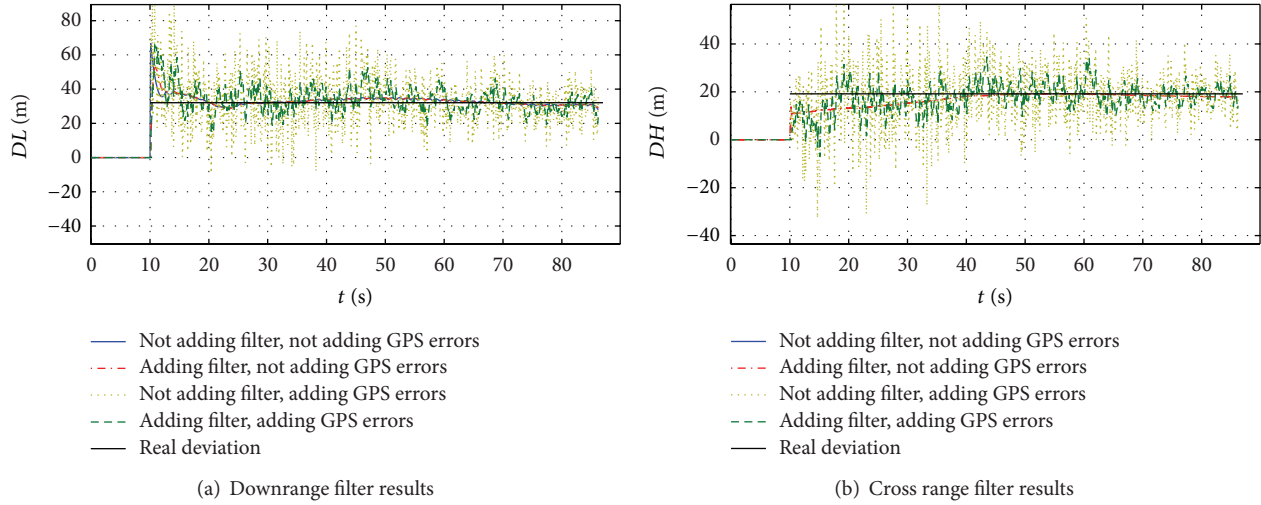 80
60
40
20
0
−20
−40
DL (m)
0 10 20 30 40 50 60 70 80
t (s)
Not adding filter, not adding GPS errors
Adding filter, not adding GPS errors
Not adding filter, adding GPS errors
Adding filter, adding GPS errors
Real deviation
(a) Downrange filter results
40
20
0
−20
−40
DH (m)
0 10 20 30 40 50 60 70 80
t (s)
Not adding filter, not adding GPS errors
Adding filter, not adding GPS errors
Not adding filter, adding GPS errors
Adding filter, adding GPS errors
Real deviation
(b) Cross range filter results